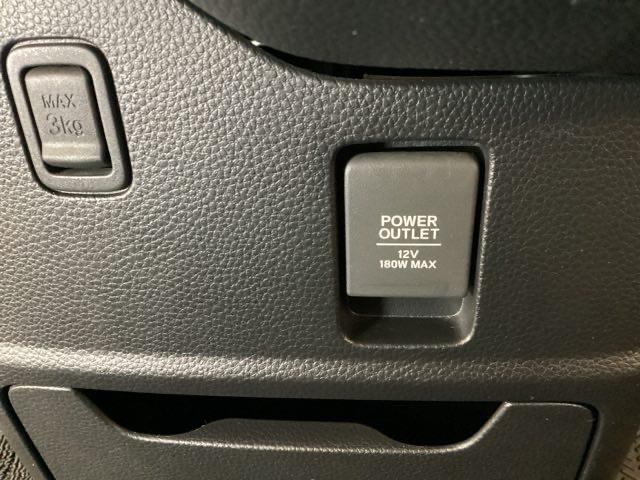 MAX
3kg
POWER
OUTLET
12V
180W MAX